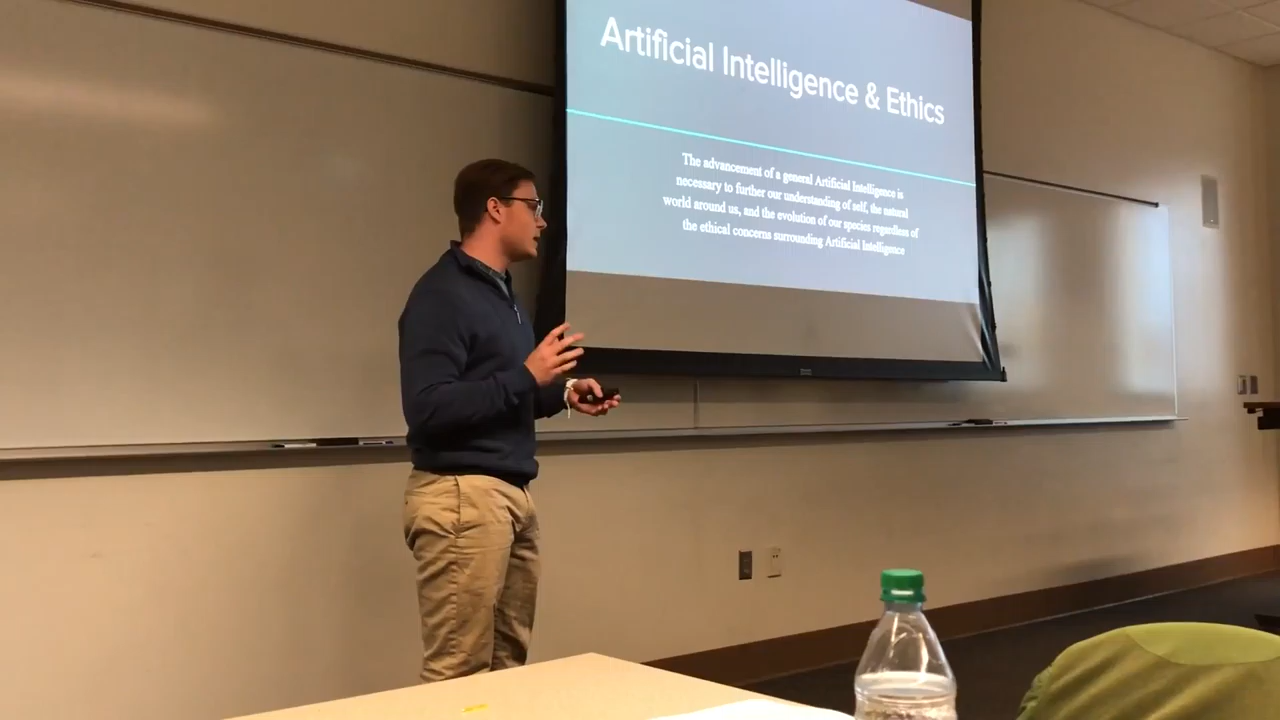 Artificial Intelligence & Ethics
The advancement of a general Artificial Intelligence is
necessary to further our understanding of self, the natural
world around us, and the evolution of our species regardless of
the ethical concerns surrounding Artificial Intelligence